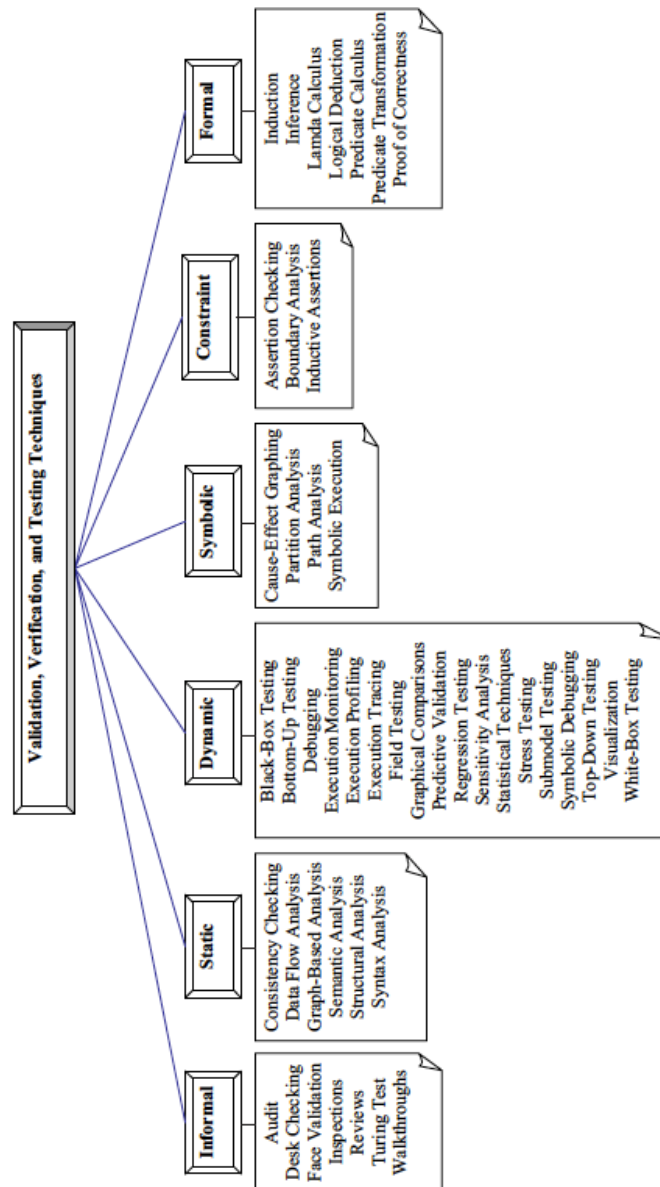 Validation, Verification, and Testing Techniques
Informal
Audit
Desk Checking
Face Validation
Inspections
Reviews
Turing Test
Walkthroughs
Static
Consistency Checking
Data Flow Analysis
Graph-Based Analysis
Semantic Analysis
Structural Analysis
Syntax Analysis
Dynamic
Black-Box Testing
Bottom-Up Testing
Debugging
Execution Monitoring
Execution Profiling
Execution Tracing
Field Testing
Graphical Comparisons
Predictive Validation
Regression Testing
Sensitivity Analysis
Statistical Techniques
Stress Testing
Submodel Testing
Symbolic Debugging
Top-Down Testing
Visualization
White-Box Testing
Symbolic
Cause-Effect Graphing
Partition Analysis
Path Analysis
Symbolic Execution
Constraint
Assertion Checking
Boundary Analysis
Inductive Assertions
Formal
Induction
Inference
Lamda Calculus
Logical Deduction
Predicate Calculus
Predicate Transformation
Proof of Correctness